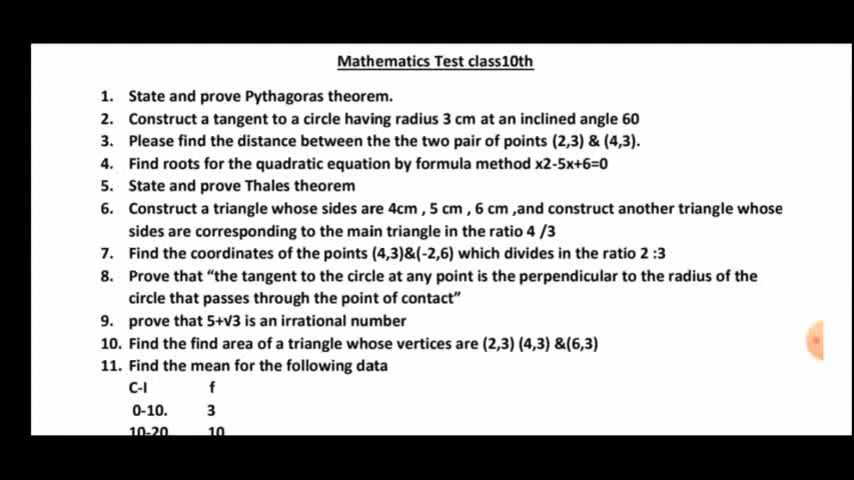 Mathematics Test class10th
1. State and prove Pythagoras theorem.
2. Construct a tangent to a circle having radius 3 cm at an inclined angle 60
3. Please find the distance between the the two pair of points (2,3) & (4,3).
4. Find roots for the quadratic equation by formula method x2-5x+6=0
5. State and prove Thales theorem
6. Construct a triangle whose sides are 4cm , 5 cm , 6 cm ,and construct another triangle whose
sides are corresponding to the main triangle in the ratio 4 /3
7. Find the coordinates of the points (4,3)&(-2,6) which divides in the ratio 2 :3
8. Prove that “the tangent to the circle at any point is the perpendicular to the radius of the
circle that passes through the point of contact”
9. prove that 5+√3 is an irrational number
10. Find the find area of a triangle whose vertices are (2,3) (4,3) &(6,3)
11. Find the mean for the following data
C-I f
0-10. 3
10-20 10